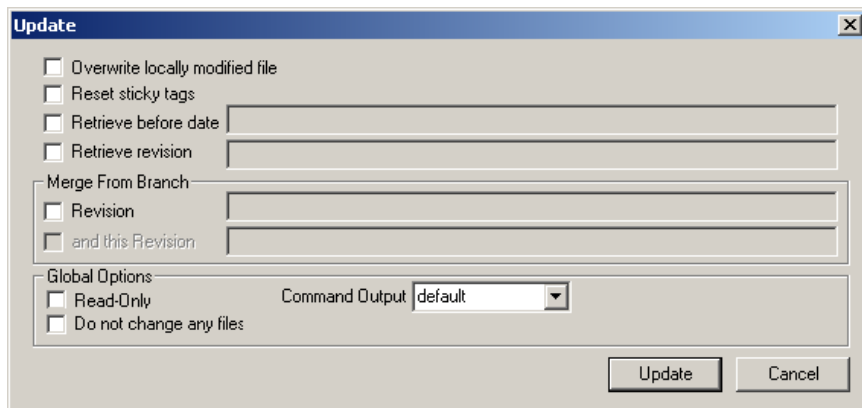 Update
Overwrite locally modified file
Reset sticky tags
Retrieve before date
Retrieve revision
Merge From Branch
Revision
and this Revision
Global Options
Read-Only
Command Output default
Do not change any files
Update Cancel